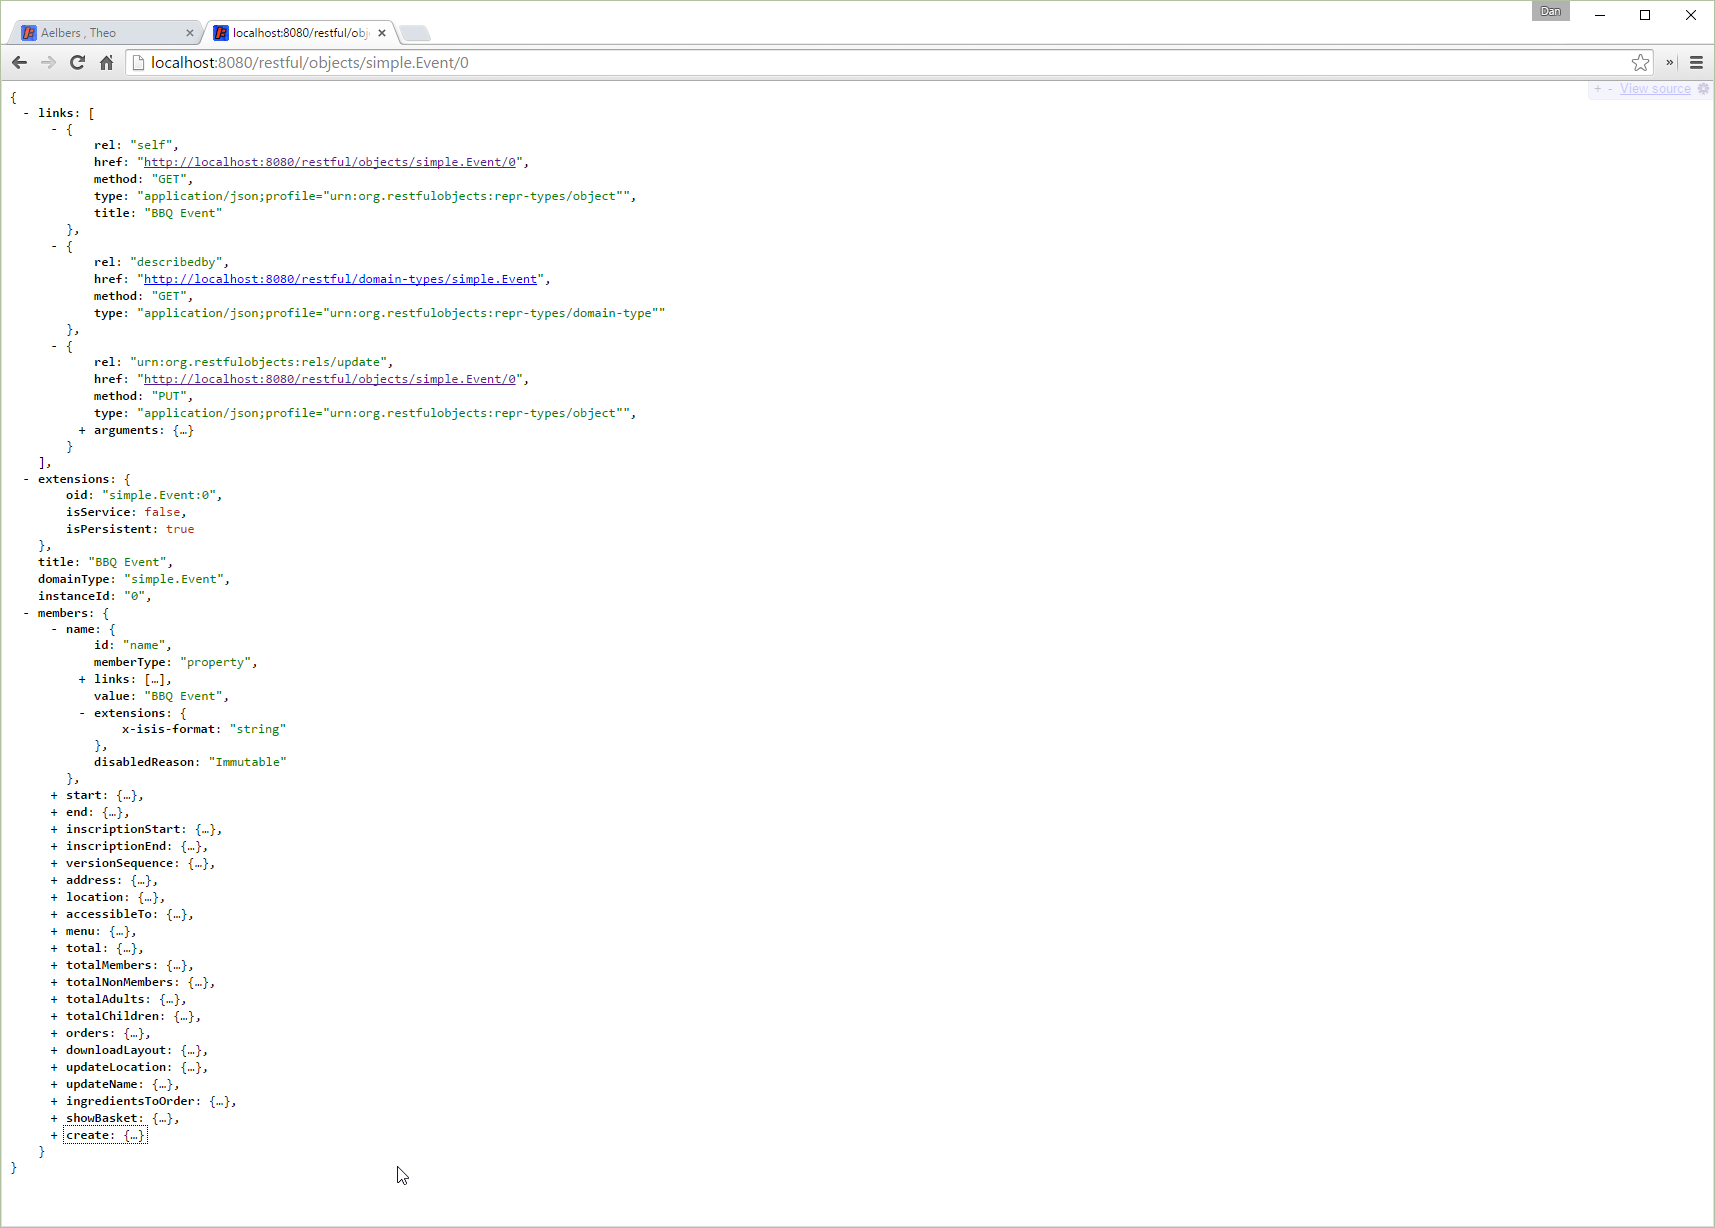 Dan
Aelbers , Theo
localhost:8080/restful/obj
localhost:8080/restful/objects/simple.Event/0
+ - View source
{
- links: [
- {
rel: "self",
href: "http://localhost:8080/restful/objects/simple.Event/0",
method: "GET",
type: "application/json;profile="urn:org.restfulobjects:repr-types/object"",
title: "BBQ Event"
},
- {
rel: "describedby",
href: "http://localhost:8080/restful/domain-types/simple.Event",
method: "GET",
type: "application/json;profile="urn:org.restfulobjects:repr-types/domain-type""
},
- {
rel: "urn:org.restfulobjects:rels/update",
href: "http://localhost:8080/restful/objects/simple.Event/0",
method: "PUT",
type: "application/json;profile="urn:org.restfulobjects:repr-types/object"",
+ arguments: {…}
}
],
- extensions: {
oid: "simple.Event:0",
isService: false,
isPersistent: true
},
title: "BBQ Event",
domainType: "simple.Event",
instanceId: "0",
- members: {
- name: {
id: "name",
memberType: "property",
+ links: […],
value: "BBQ Event",
- extensions: {
x-isis-format: "string"
},
disabledReason: "Immutable"
},
+ start: {…},
+ end: {…},
+ inscriptionStart: {…},
+ inscriptionEnd: {…},
+ versionSequence: {…},
+ address: {…},
+ location: {…},
+ accessibleTo: {…},
+ menu: {…},
+ total: {…},
+ totalMembers: {…},
+ totalNonMembers: {…},
+ totalAdults: {…},
+ totalChildren: {…},
+ orders: {…},
+ downloadLayout: {…},
+ updateLocation: {…},
+ updateName: {…},
+ ingredientsToOrder: {…},
+ showBasket: {…},
+ create: {…}
}
}